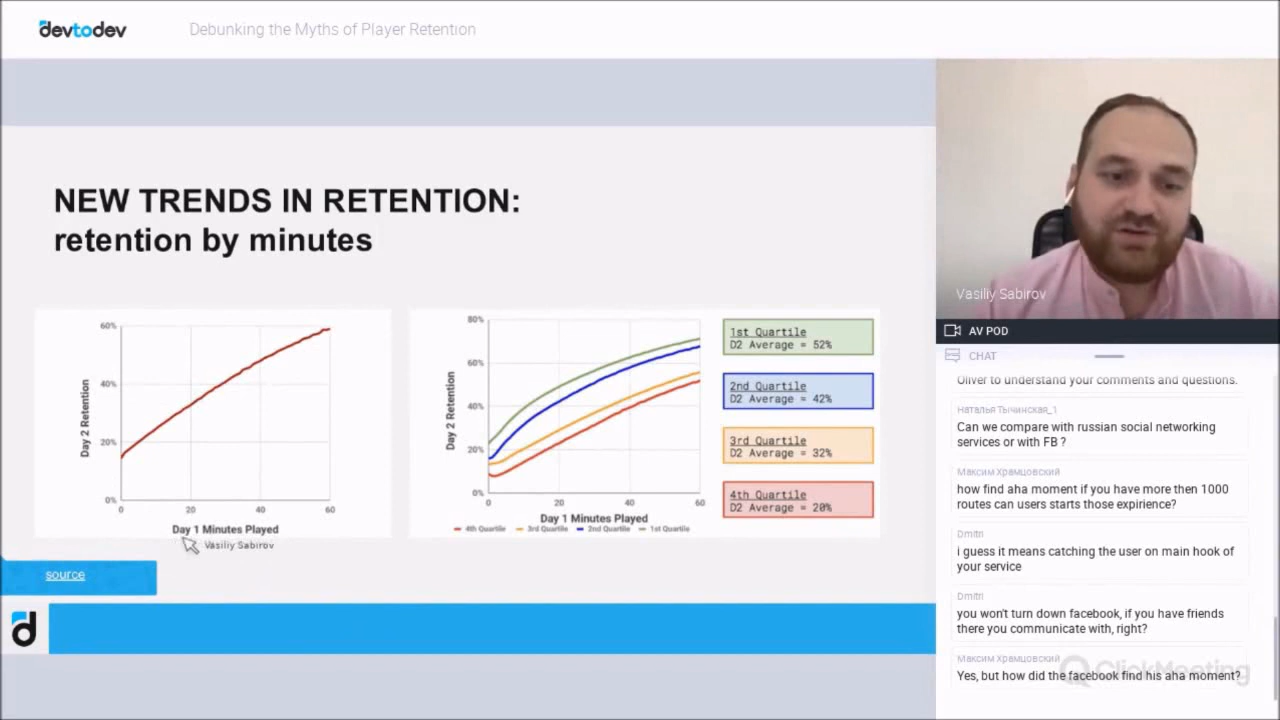 devtodev
Debunking the Myths of Player Retention
NEW TRENDS IN RETENTION:
retention by minutes
60%
40%
20%
0%
Day 2 Retention
0
20
40
60
Day 1 Minutes Played
Vasiliy Sabirov
80%
60%
40%
20%
0%
Day 2 Retention
0
20
40
60
Day 1 Minutes Played
4th Quartile 3rd Quartile 2nd Quartile 1st Quartile
1st Quartile
D2 Average = 52%
2nd Quartile
D2 Average = 42%
3rd Quartile
D2 Average = 32%
4th Quartile
D2 Average = 20%
source
d
Vasiliy Sabirov
AV POD
CHAT
Oliver to understand your comments and questions.
Наталья Тычинская_1
Can we compare with russian social networking
services or with FB ?
Максим Храмцовский
how find aha moment if you have more then 1000
routes can users starts those expirience?
Dmitri
i guess it means catching the user on main hook of
your service
Dmitri
you won't turn down facebook, if you have friends
there you communicate with, right?
Максим Храмцовский
Yes, but how did the facebook find his aha moment?
ClickMeeting